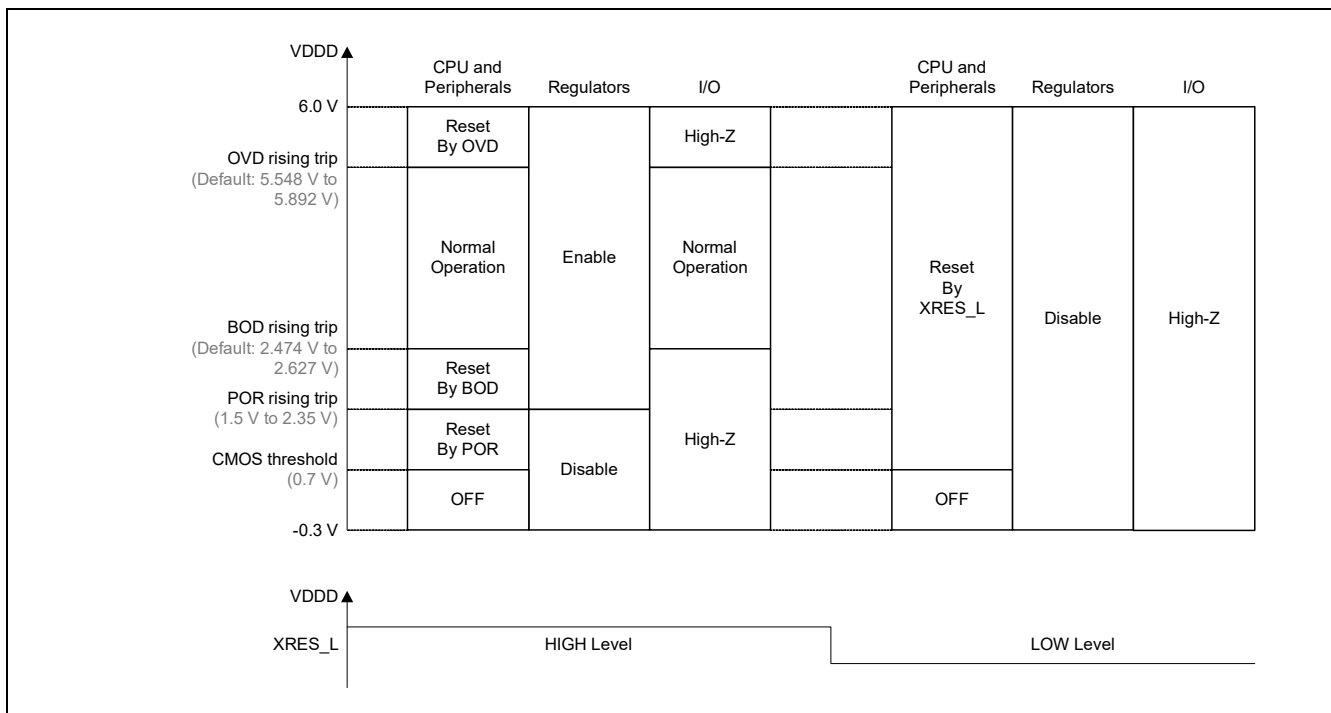 VDDD
CPU and
Peripherals
Regulators
I/O
CPU and
Peripherals
Regulators
I/O
6.0 V
Reset
By OVD
High-Z
OVD rising trip
(Default: 5.548 V to
5.892 V)
Normal
Operation
Enable
Normal
Operation
Reset
By
XRES_L
Disable
High-Z
BOD rising trip
(Default: 2.474 V to
2.627 V)
Reset
By BOD
POR rising trip
(1.5 V to 2.35 V)
Reset
By POR
High-Z
CMOS threshold
(0.7 V)
Disable
OFF
OFF
-0.3 V
VDDD
XRES_L
HIGH Level
LOW Level